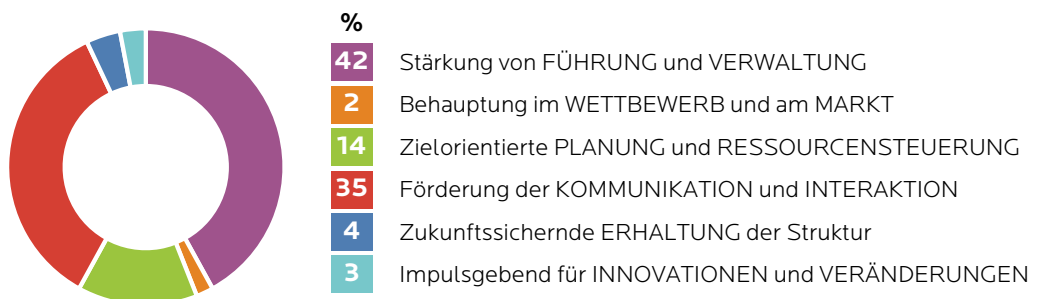 %
42 Stärkung von FÜHRUNG und VERWALTUNG
2 Behauptung im WETTBEWERB und am MARKT
14 Zielorientierte PLANUNG und RESSOURCENSTEUERUNG
35 Förderung der KOMMUNIKATION und INTERAKTION
4 Zukunftssichernde ERHALTUNG der Struktur
3 Impulsgebend für INNOVATIONEN und VERÄNDERUNGEN